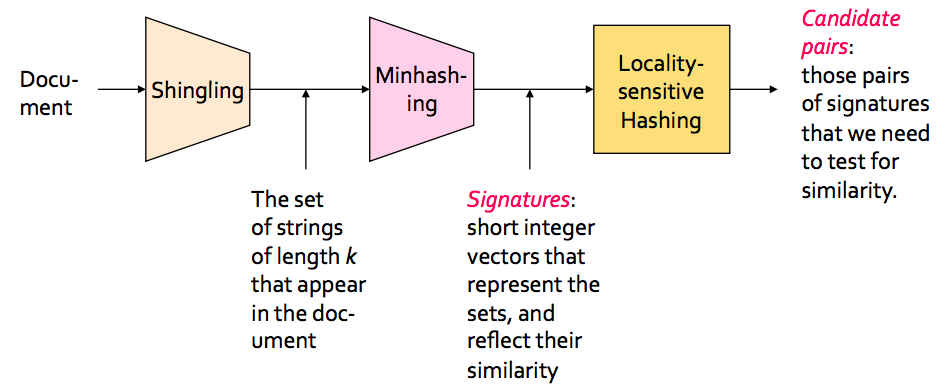 Docu-
ment
Shingling
The set
of strings
of length k
that appear
in the doc-
ument
Minhash-
ing
Signatures:
short integer
vectors that
represent the
sets, and
reflect their
similarity
Locality-
sensitive
Hashing
Candidate
pairs:
those pairs
of signatures
that we need
to test for
similarity.